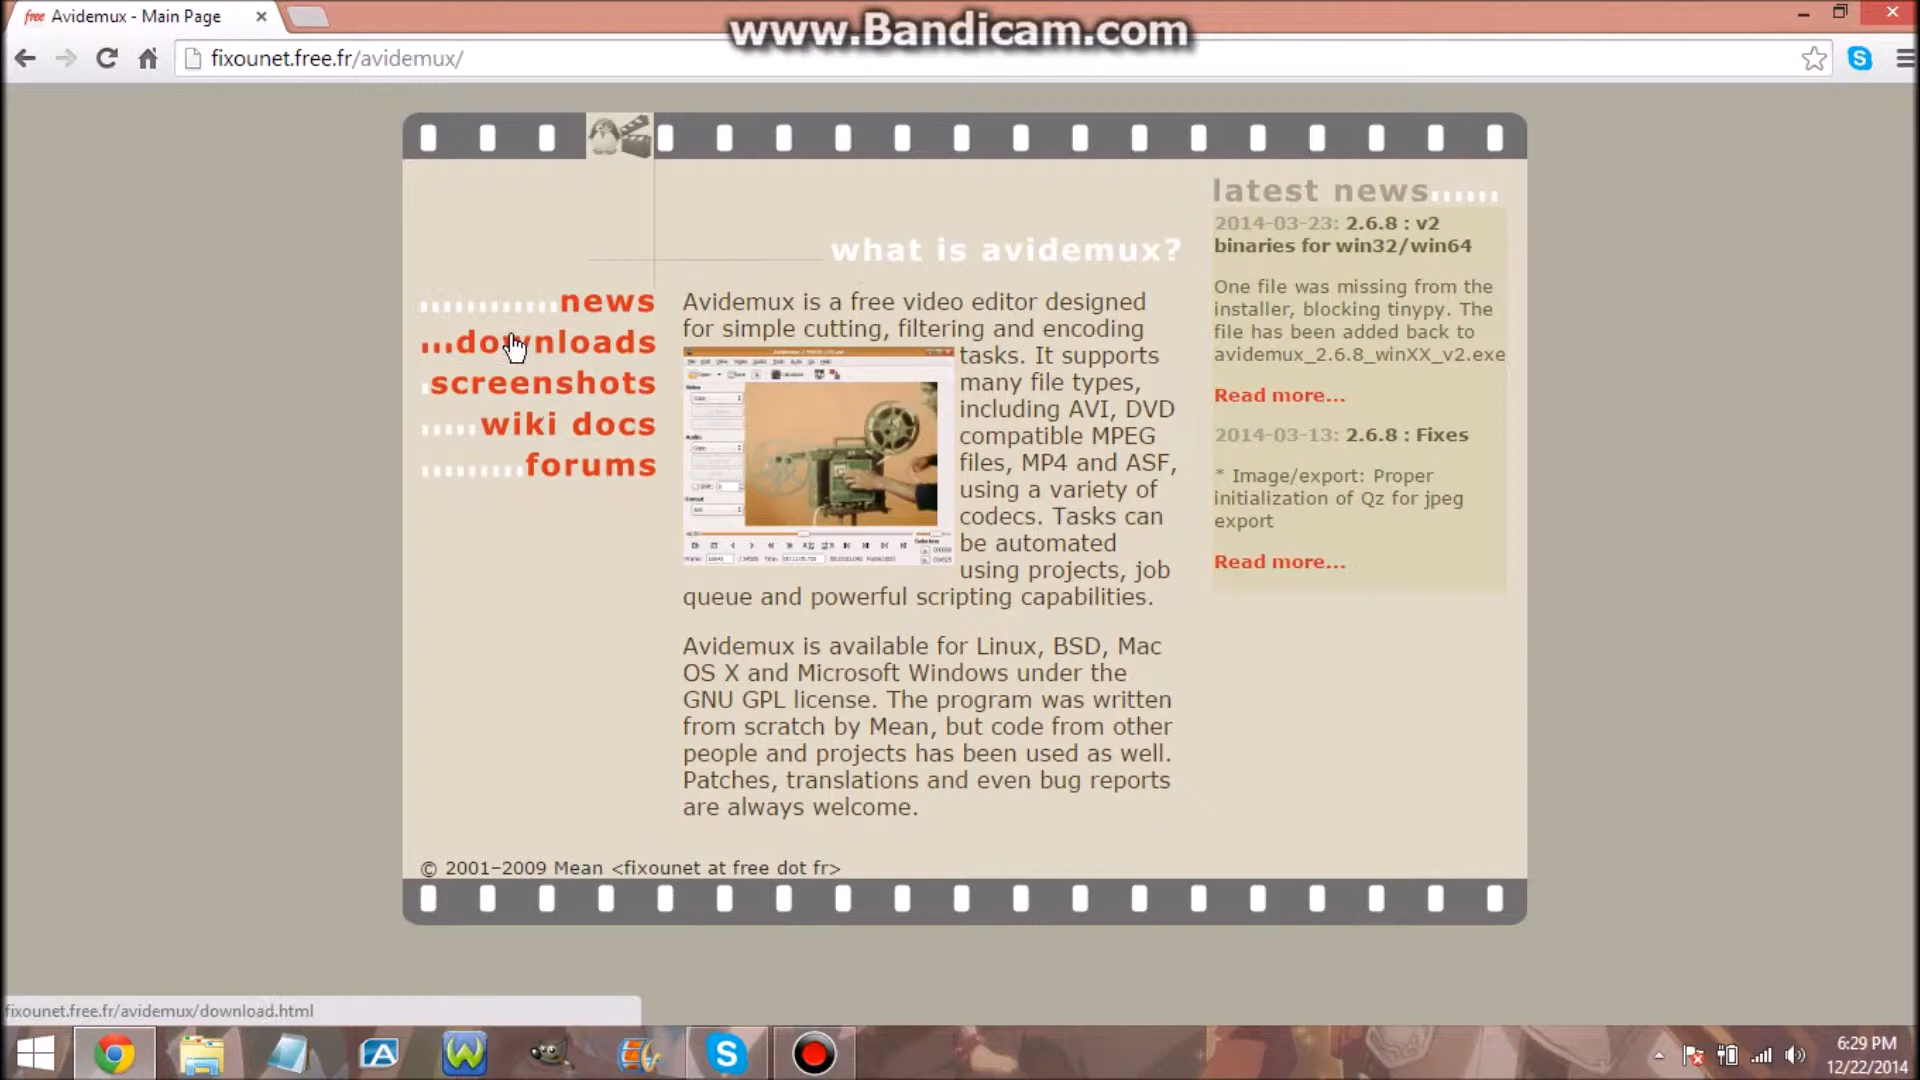 free Avidemux - Main Page
www.Bandicam.com
fixounet.free.fr/avidemux/
latest news
2014-03-23: 2.6.8 : v2
binaries for win32/win64
One file was missing from the
installer, blocking tinypy. The
file has been added back to
avidemux_2.6.8_winXX_v2.exe
Read more...
2014-03-13: 2.6.8 : Fixes
* Image/export: Proper
initialization of Qz for jpeg
export
Read more...
what is avidemux?
news
downloads
screenshots
wiki docs
forums
Avidemux is a free video editor designed
for simple cutting, filtering and encoding
tasks. It supports
many file types,
including AVI, DVD
compatible MPEG
files, MP4 and ASF,
using a variety of
codecs. Tasks can
be automated
using projects, job
queue and powerful scripting capabilities.
Avidemux is available for Linux, BSD, Mac
OS X and Microsoft Windows under the
GNU GPL license. The program was written
from scratch by Mean, but code from other
people and projects has been used as well.
Patches, translations and even bug reports
are always welcome.
© 2001–2009 Mean <fixounet at free dot fr>
fixounet.free.fr/avidemux/download.html
6:29 PM
12/22/2014